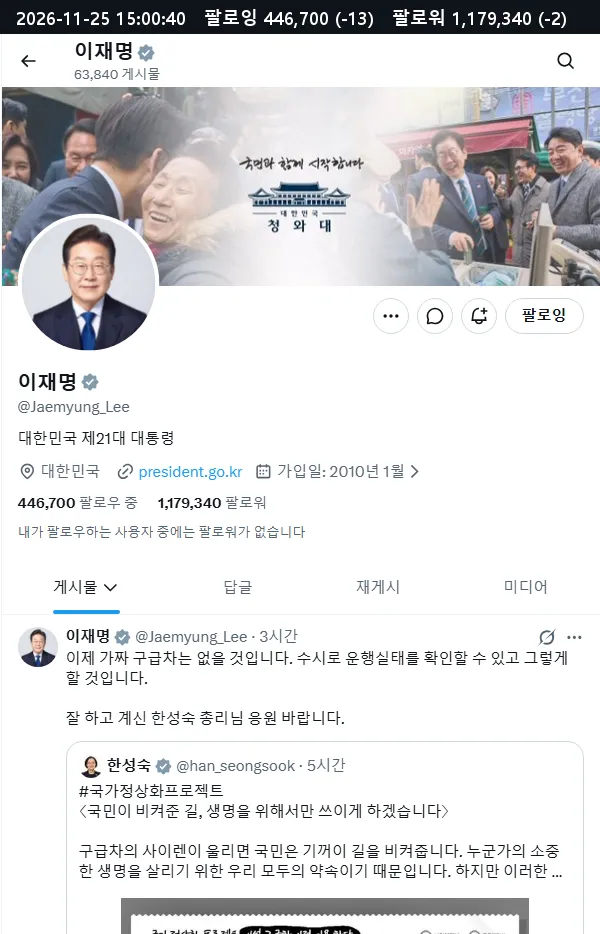 2026-11-25 15:00:40 팔로잉 446,700 (-13) 팔로워 1,179,340 (-2)
이재명
63,840 게시물
국민과 함께 시작합니다
대한민국
청와대
팔로잉
이재명
@Jaemyung_Lee
대한민국 제21대 대통령
대한민국 president.go.kr 가입일: 2010년 1월
446,700 팔로우 중 1,179,340 팔로워
내가 팔로우하는 사용자 중에는 팔로워가 없습니다
게시물 답글 재게시 미디어
이재명 @Jaemyung_Lee · 3시간
이제 가짜 구급차는 없을 것입니다. 수시로 운행실태를 확인할 수 있고 그렇게
할 것입니다.
잘 하고 계신 한성숙 총리님 응원 바랍니다.
한성숙 @han_seongsook · 5시간
#국가정상화프로젝트
〈국민이 비켜준 길, 생명을 위해서만 쓰이게 하겠습니다〉
구급차의 사이렌이 울리면 국민은 기꺼이 길을 비켜줍니다. 누군가의 소중
한 생명을 살리기 위한 우리 모두의 약속이기 때문입니다. 하지만 이러한 ...